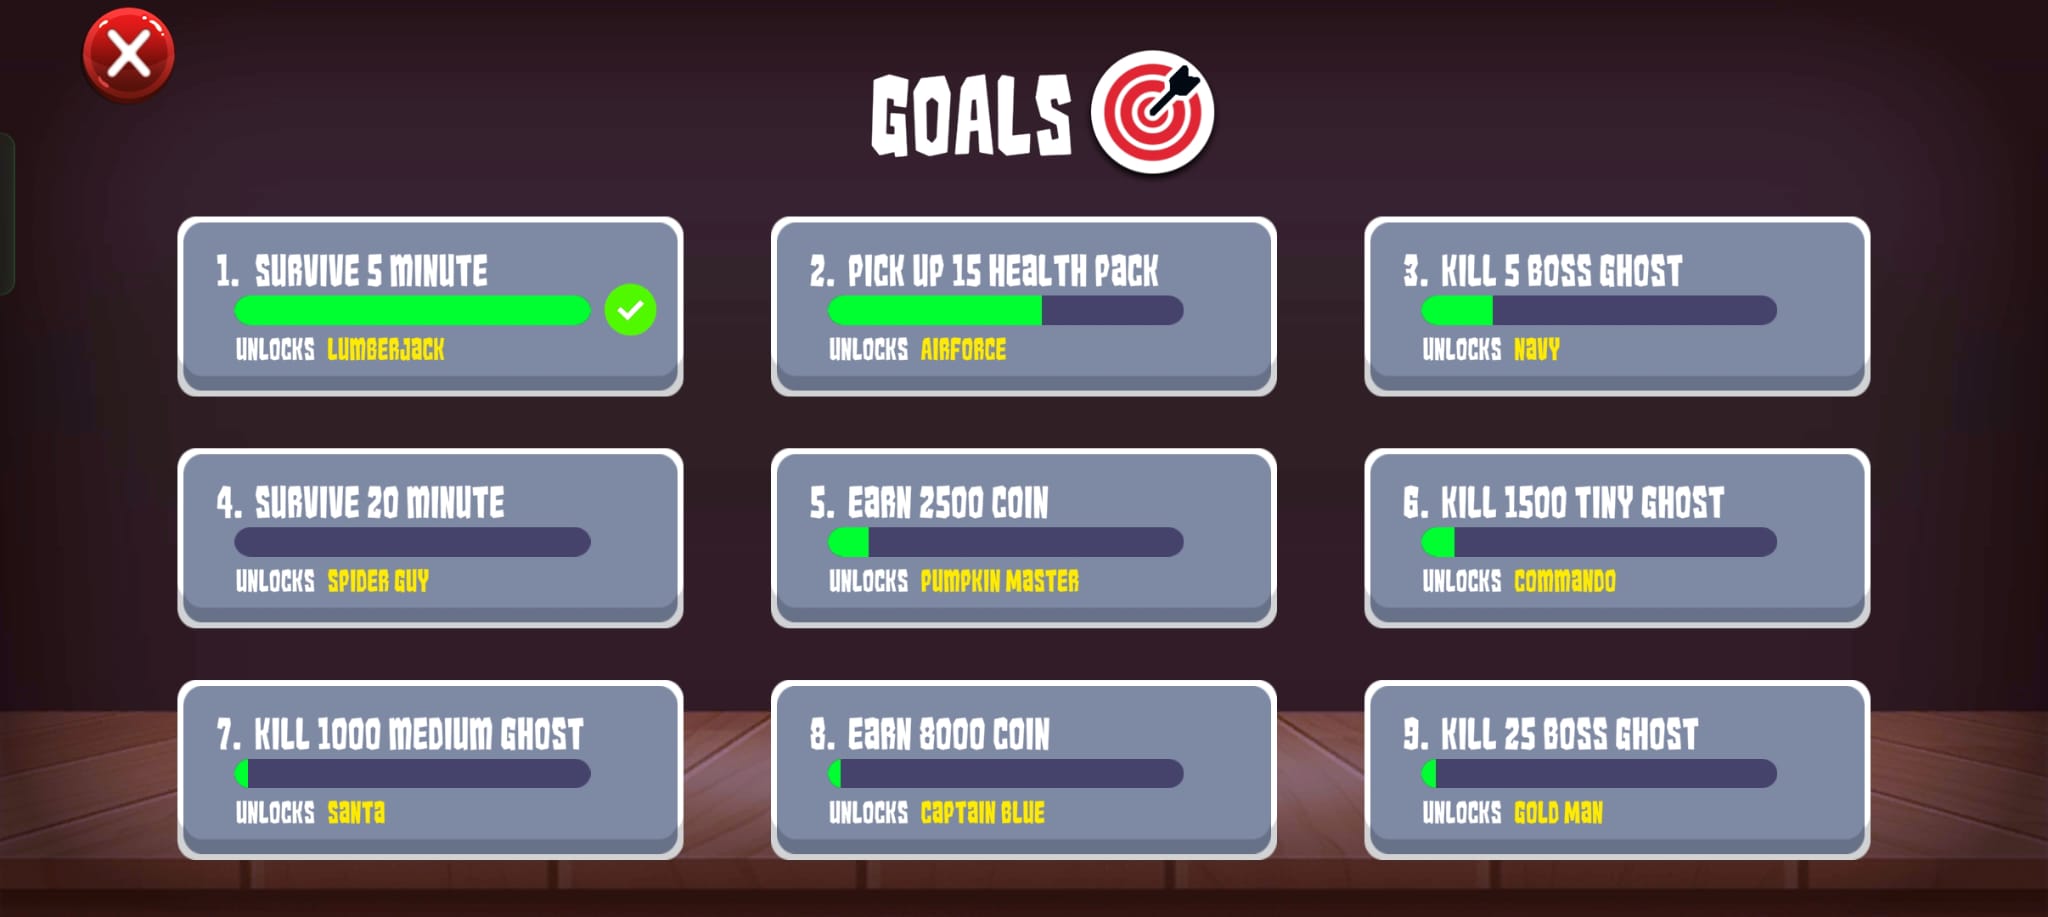 GOALS
1. SURVIVE 5 MINUTE
UNLOCKS LUMBERJACK
2. PICK UP 15 HEALTH PACK
UNLOCKS AIRFORCE
3. KILL 5 BOSS GHOST
UNLOCKS NAVY
4. SURVIVE 20 MINUTE
UNLOCKS SPIDER GUY
5. EARN 2500 COIN
UNLOCKS PUMPKIN MASTER
6. KILL 1500 TINY GHOST
UNLOCKS COMMANDO
7. KILL 1000 MEDIUM GHOST
UNLOCKS SANTA
8. EARN 8000 COIN
UNLOCKS CAPTAIN BLUE
9. KILL 25 BOSS GHOST
UNLOCKS GOLD MAN